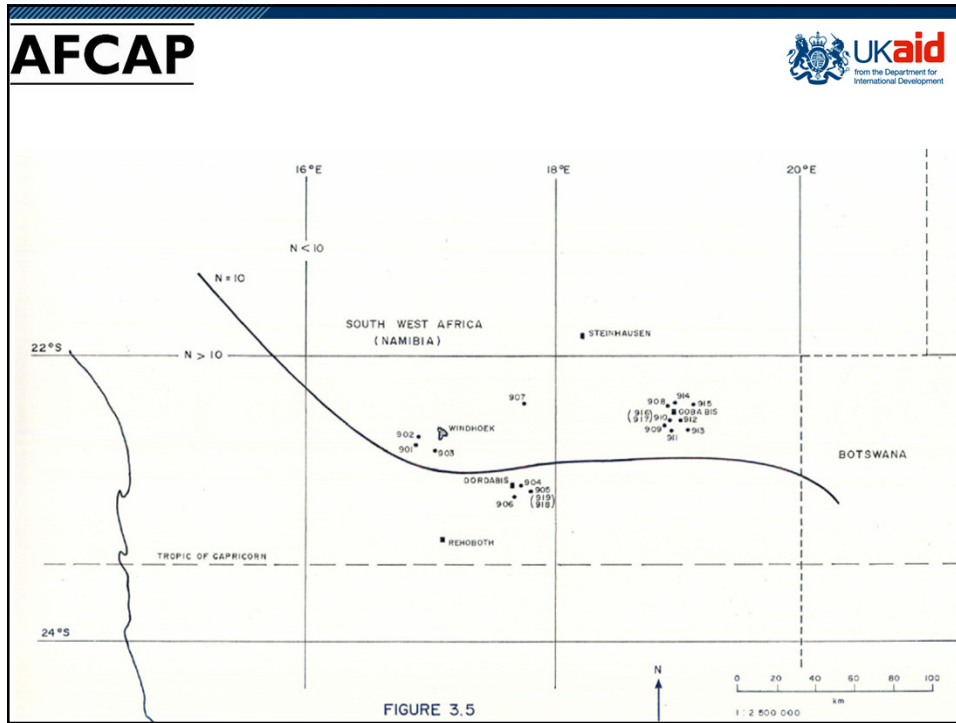 AFCAP
UKaid
from the Department for
International Development
16°E
18°E
20°E
N < 10
N = 10
SOUTH WEST AFRICA
(NAMIBIA)
STEINHAUSEN
22°S
N > 10
907
908
914
915
GOBABIS
(916)
(917)
910
912
909
911
913
902
WINDHOEK
901
903
BOTSWANA
DORDABIS
904
905
906
(919)
(918)
REHOBOTH
TROPIC OF CAPRICORN
24°S
N
0 20 40 60 80 100
km
1 : 2 500 000
FIGURE 3.5